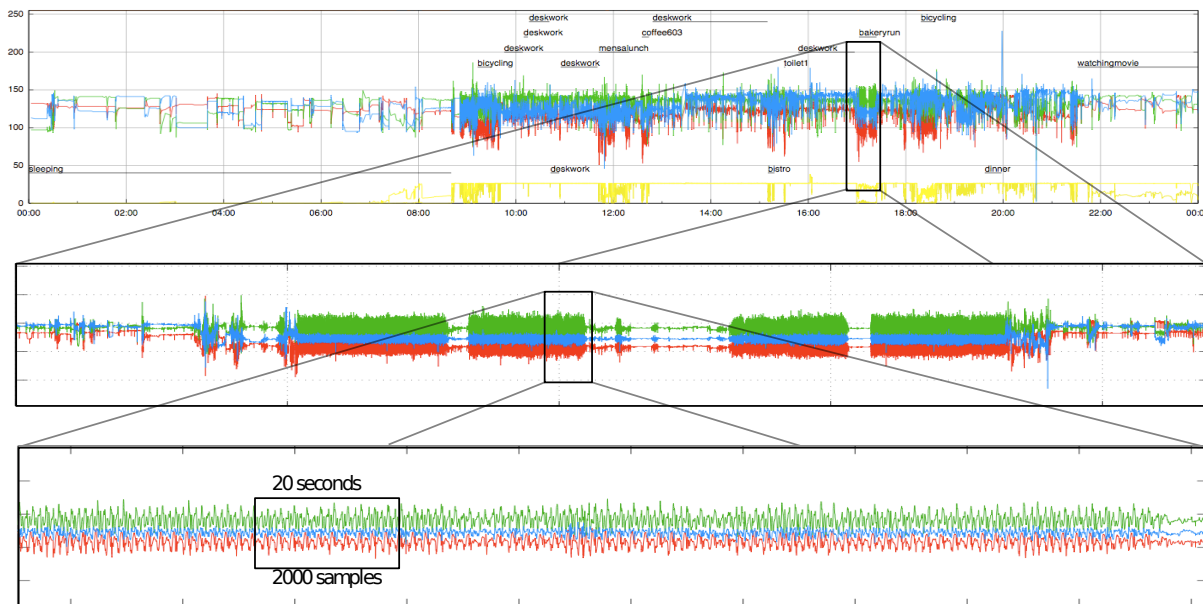 250
deskwork deskwork bicycling
deskwork coffee603 bakeryrun
200
deskwork mensalunch deskwork
bicycling deskwork toilet1 watchingmovie
150
100
50
sleeping deskwork bistro dinner
0
00:00 02:00 04:00 06:00 08:00 10:00 12:00 14:00 16:00 18:00 20:00 22:00 00:0
20 seconds
2000 samples